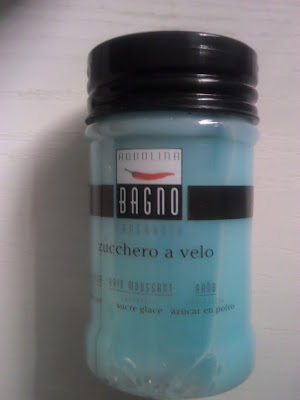 AQUOLINA
BAGNO
zucchero a velo
BAIN MOUSSANT BAÑO
sucre glace azúcar en polvo